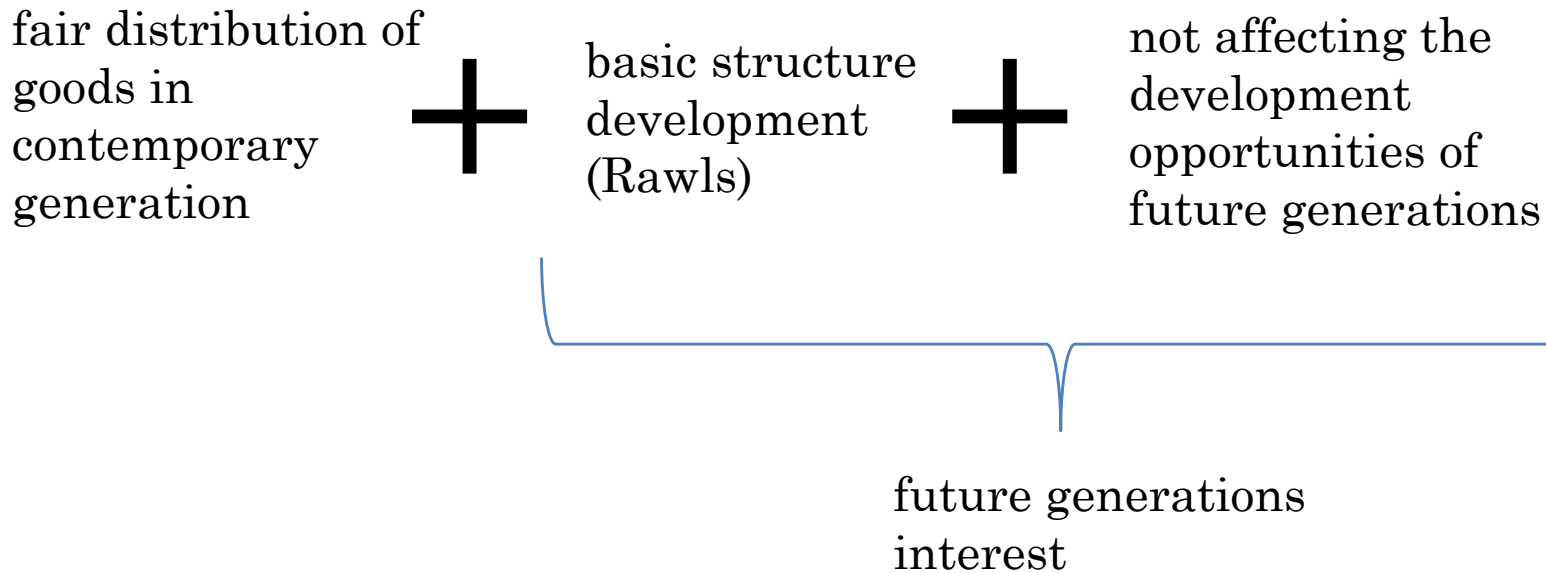 fair distribution of
goods in
contemporary
generation
basic structure
development
(Rawls)
not affecting the
development
opportunities of
future generations
future generations
interest